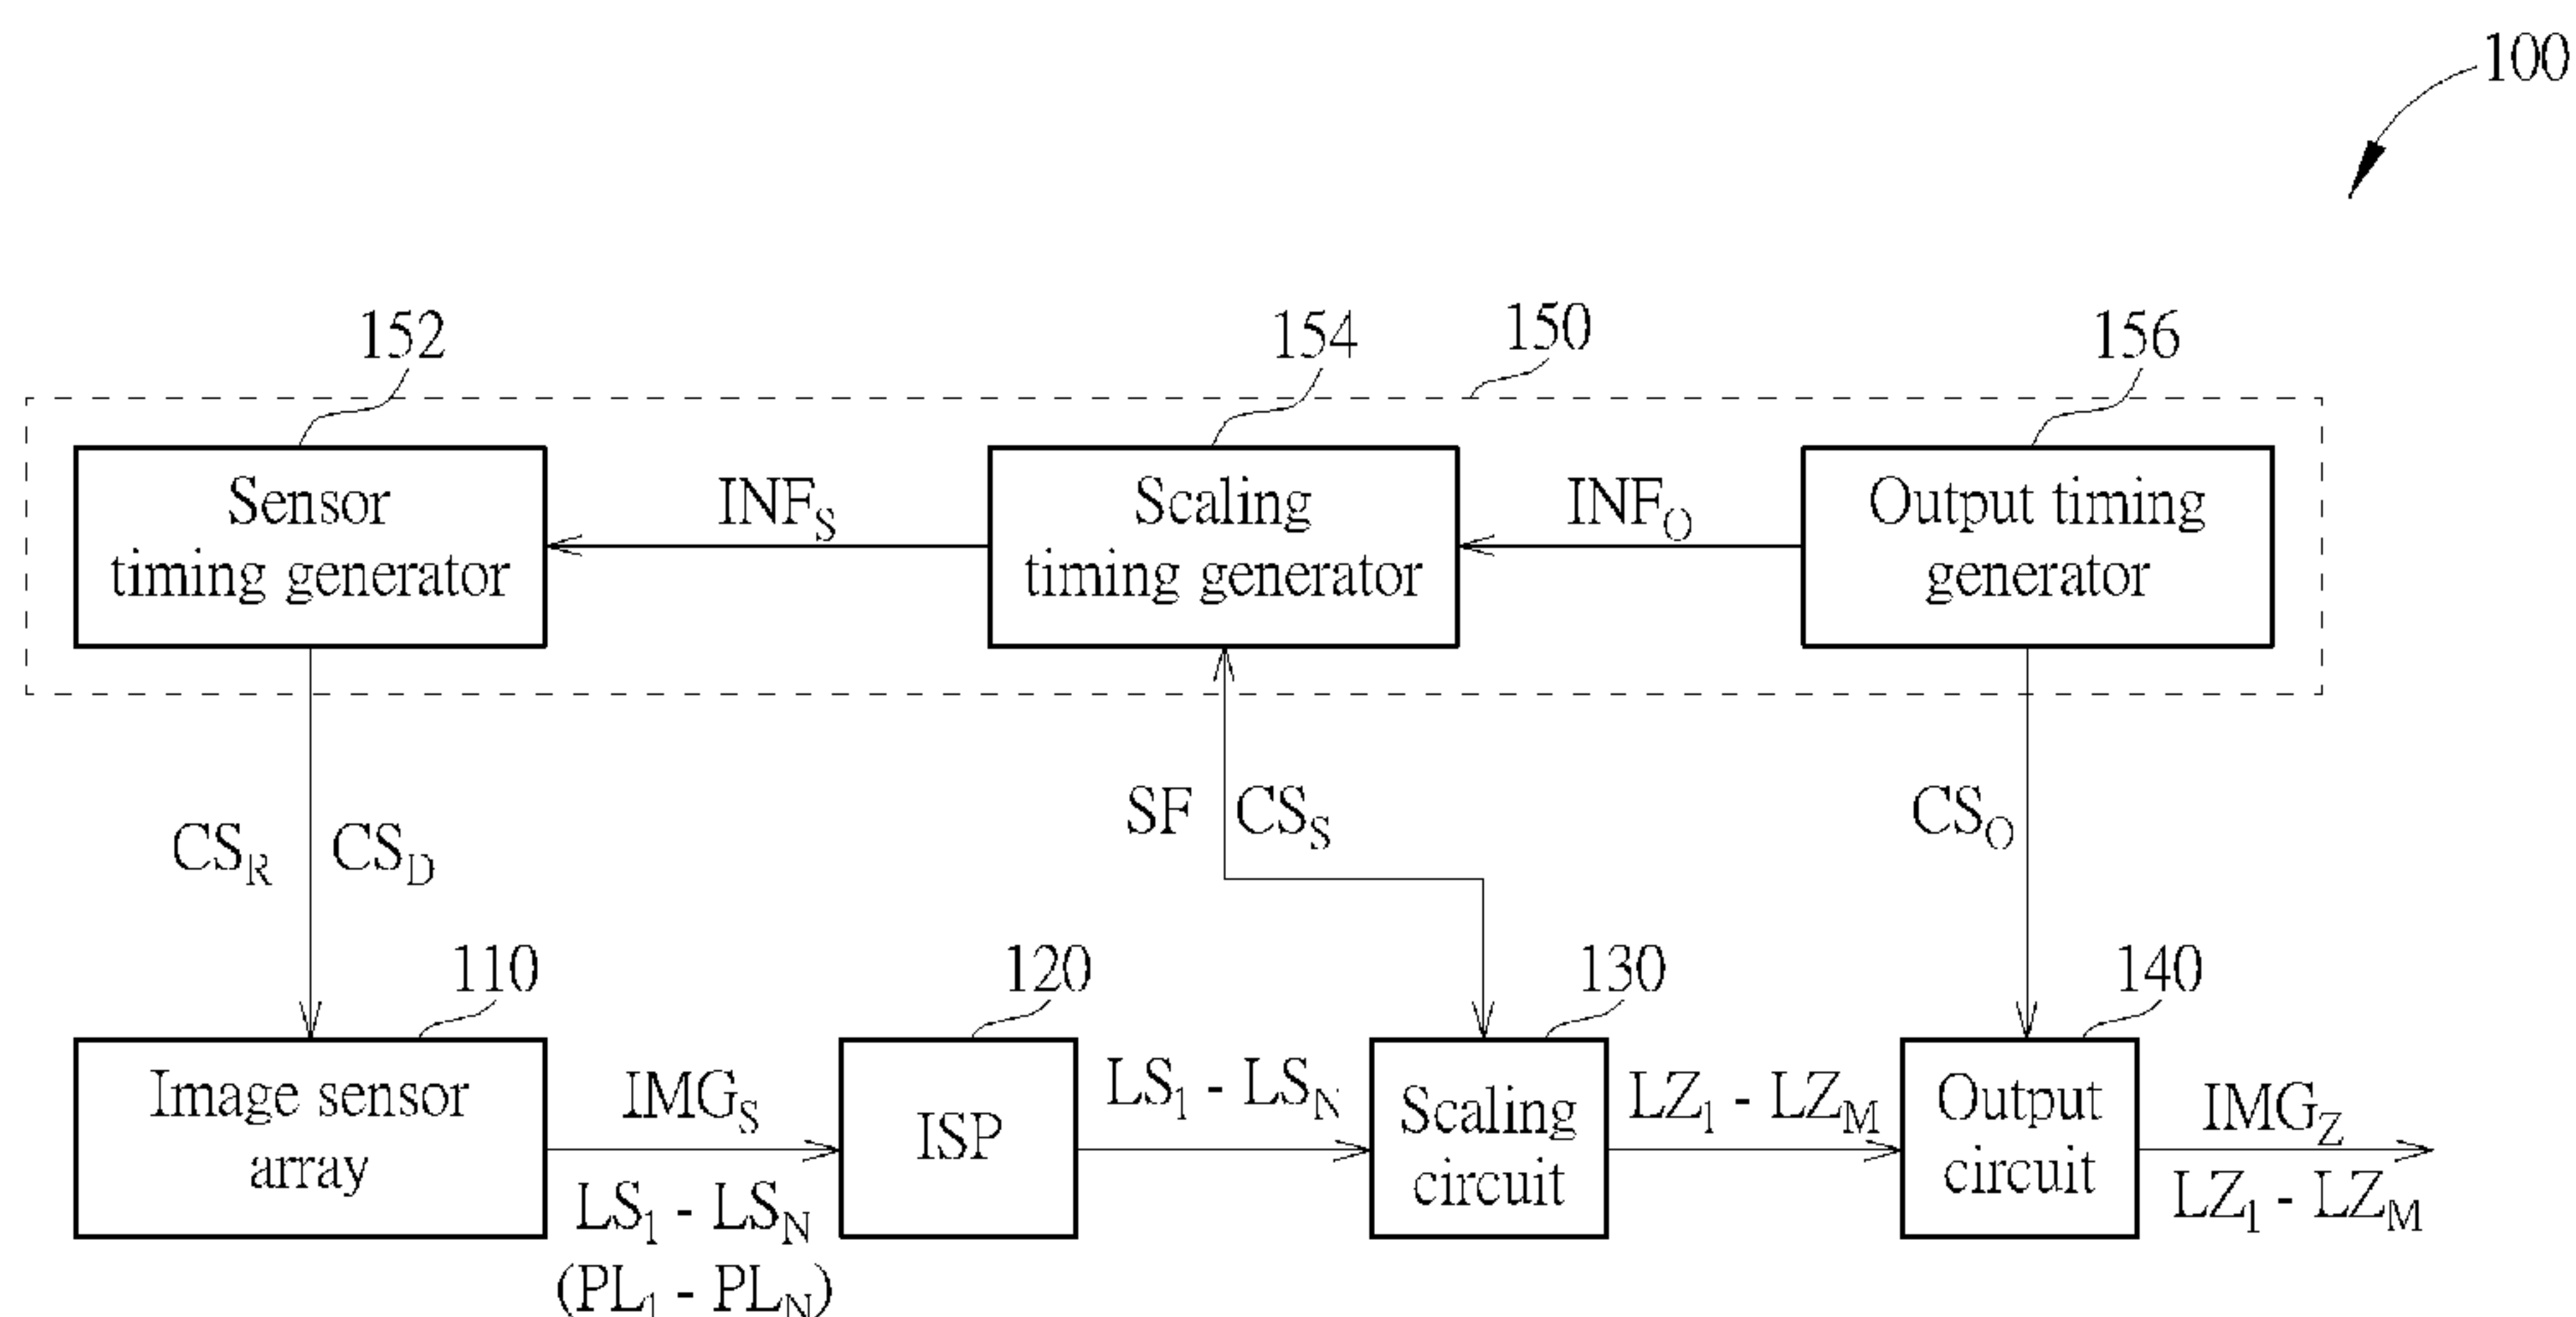 100
152
154
150
156
Sensor
timing generator
INF_S
Scaling
timing generator
INF_O
Output timing
generator
CS_R
CS_D
SF
CS_S
CS_O
110
120
130
140
Image sensor
array
IMG_S
LS_1 - LS_N
(PL_1 - PL_N)
ISP
LS_1 - LS_N
Scaling
circuit
LZ_1 - LZ_M
Output
circuit
IMG_Z
LZ_1 - LZ_M